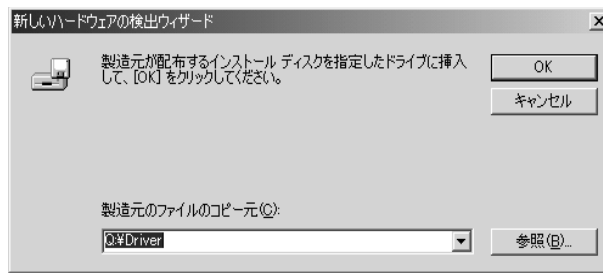 新しいハードウェアの検出ウィザード
製造元が配布するインストール ディスクを指定したドライブに挿入
して、[OK] をクリックしてください。
OK
キャンセル
製造元のファイルのコピー元(C):
Q:¥Driver
参照(B)...